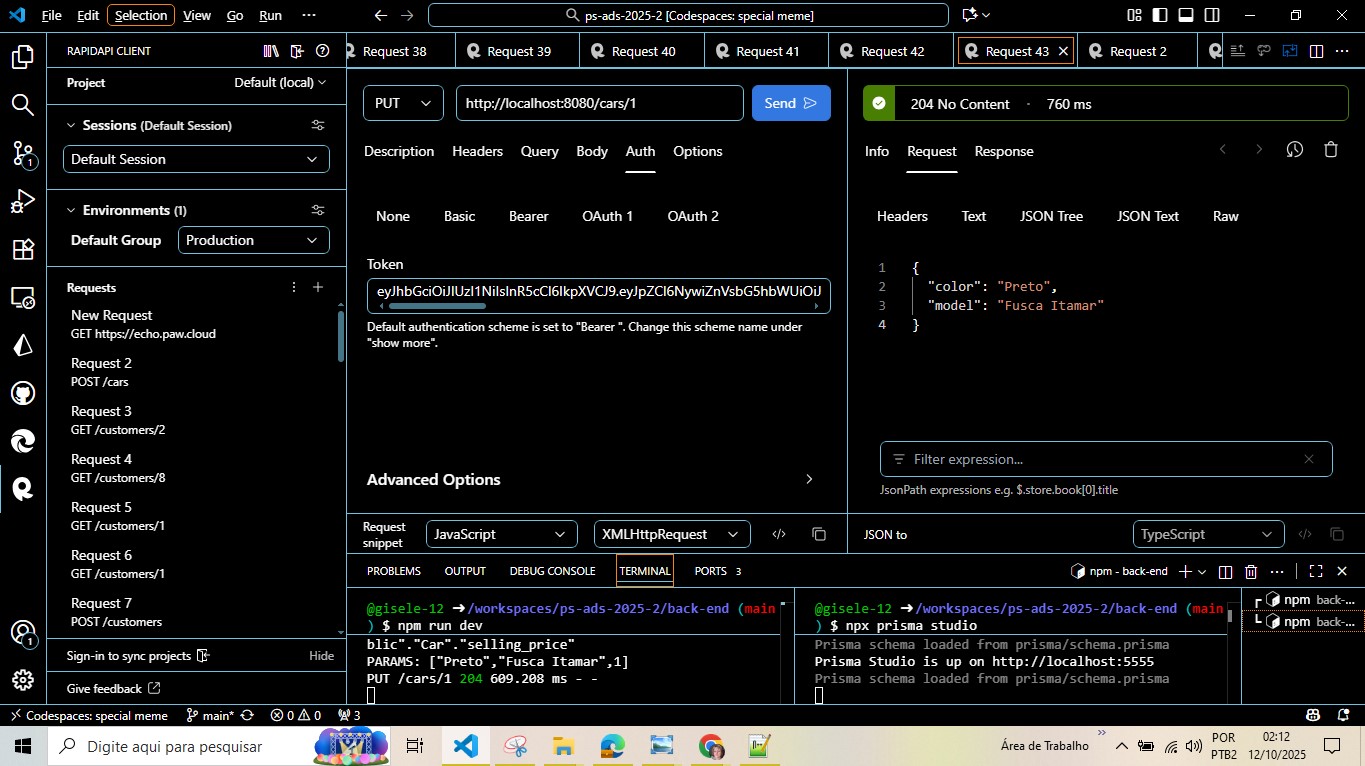 File Edit Selection View Go Run ··· ps-ads-2025-2 [Codespaces: special meme]
RAPIDAPI CLIENT
Request 38 Request 39 Request 40 Request 41 Request 42 Request 43 Request 2
Project Default (local)
Sessions (Default Session)
Default Session
Environments (1)
Default Group Production
Requests
New Request
GET https://echo.paw.cloud
Request 2
POST /cars
Request 3
GET /customers/2
Request 4
GET /customers/8
Request 5
GET /customers/1
Request 6
GET /customers/1
Request 7
POST /customers
Sign-in to sync projects Hide
Give feedback
PUT http://localhost:8080/cars/1 Send
Description Headers Query Body Auth Options
None Basic Bearer OAuth 1 OAuth 2
Token
Default authentication scheme is set to "Bearer ". Change this scheme name under
"show more".
Advanced Options
Request
snippet JavaScript XMLHttpRequest
204 No Content · 760 ms
Info Request Response
Headers Text JSON Tree JSON Text Raw
1 {
2 "color": "Preto",
3 "model": "Fusca Itamar"
4 }
Filter expression...
JsonPath expressions e.g. $.store.book[0].title
JSON to TypeScript
PROBLEMS OUTPUT DEBUG CONSOLE TERMINAL PORTS 3 npm - back-end
@gisele-12 ➜/workspaces/ps-ads-2025-2/back-end (main
) $ npm run dev
blic"."Car"."selling_price"
PARAMS: ["Preto","Fusca Itamar",1]
PUT /cars/1 204 609.208 ms - -
@gisele-12 ➜/workspaces/ps-ads-2025-2/back-end (main
) $ npx prisma studio
Prisma schema loaded from prisma/schema.prisma
Prisma Studio is up on http://localhost:5555
Prisma schema loaded from prisma/schema.prisma
npm back-...
npm back-...
Codespaces: special meme main* 0 0 3
Digite aqui para pesquisar
Área de Trabalho
POR
PTB2
02:12
12/10/2025